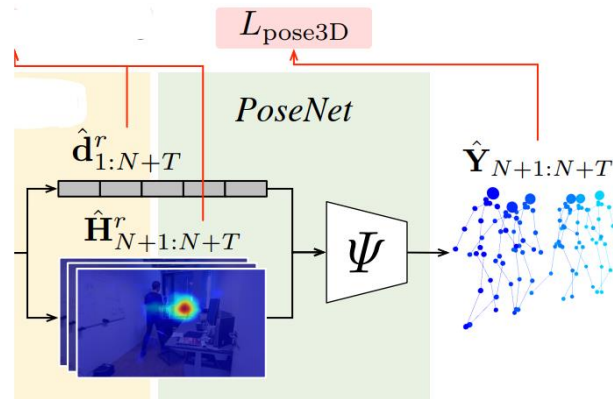 L_pose3D
PoseNet
d̂^r_{1:N+T}
Ŷ_{N+1:N+T}
Ĥ^r_{N+1:N+T}
Ψ